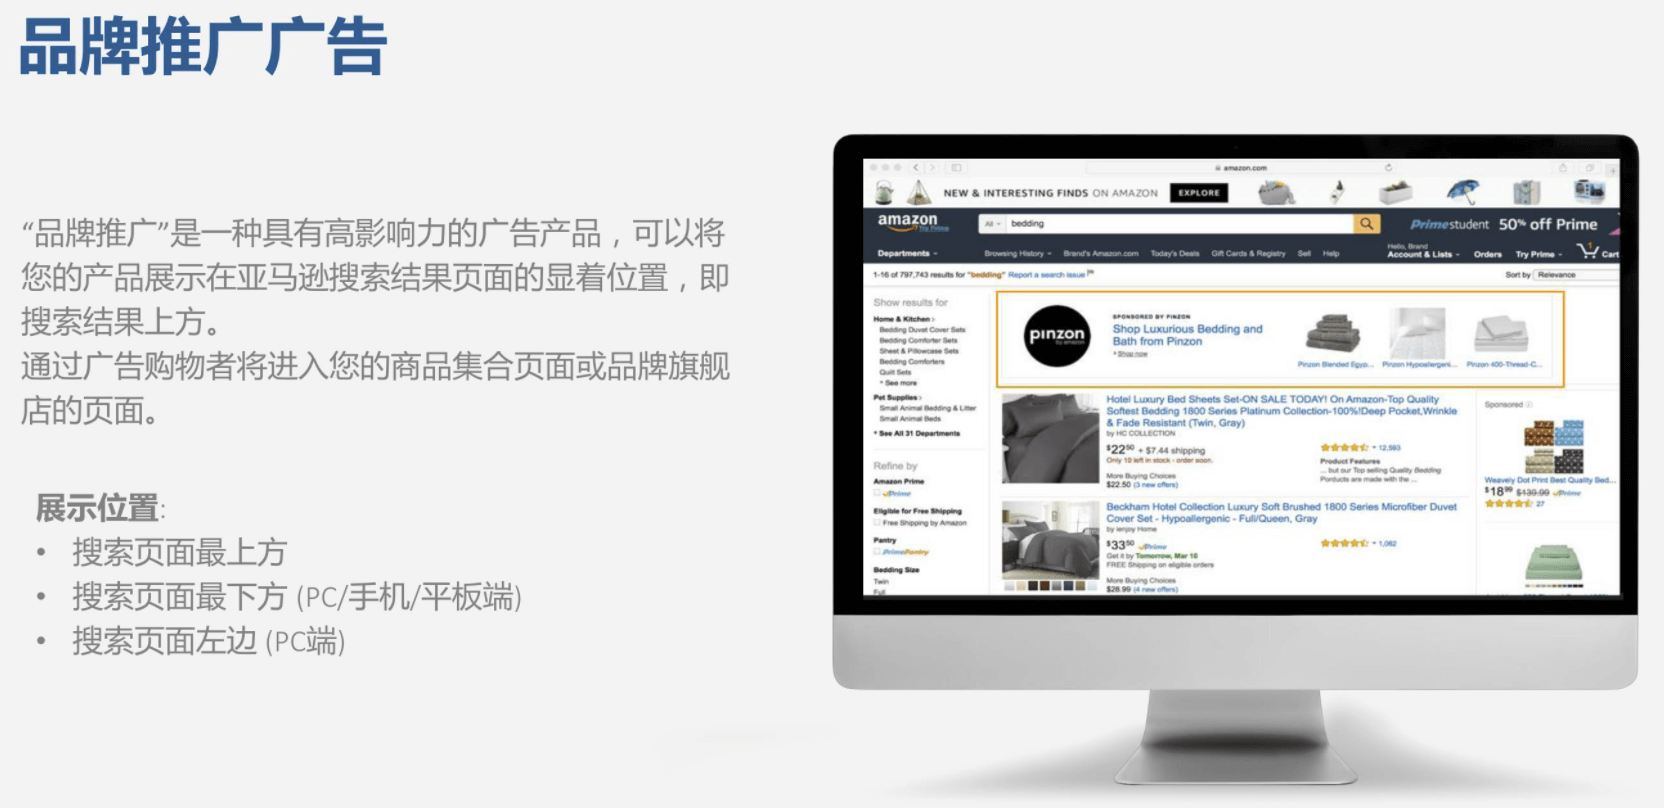 品牌推广广告
“品牌推广”是一种具有高影响力的广告产品，可以将
您的产品展示在亚马逊搜索结果页面的显着位置，即
搜索结果上方。
通过广告购物者将进入您的商品集合页面或品牌旗舰
店的页面。
展示位置:
• 搜索页面最上方
• 搜索页面最下方 (PC/手机/平板端)
• 搜索页面左边 (PC端)
amazon.com
NEW & INTERESTING FINDS ON AMAZON EXPLORE
amazon
Try Prime
All
bedding
Prime student 50% off Prime
Departments
Browsing History
Brand's Amazon.com
Today's Deals
Gift Cards & Registry
Sell
Help
Hello, Brand
Account & Lists
Orders
Try Prime
1
Cart
1-16 of 797,743 results for "bedding" Report a search issue
Sort by Relevance
Show results for
Home & Kitchen ›
Bedding Duvet Cover Sets
Bedding Comforter Sets
Sheet & Pillowcase Sets
Bedding Comforters
Quilt Sets
See more
Pet Supplies ›
Small Animal Bedding & Litter
Small Animal Beds
See All 31 Departments
Refine by
Amazon Prime
Prime
Eligible for Free Shipping
Free Shipping by Amazon
Pantry
PrimePantry
Bedding Size
Twin
Full
pinzon
by amazon
SPONSORED BY PINZON
Shop Luxurious Bedding and
Bath from Pinzon
Shop now
Pinzon Blended Egyp...
Pinzon Hypoallergeni...
Pinzon 400-Thread-C...
Hotel Luxury Bed Sheets Set-ON SALE TODAY! On Amazon-Top Quality
Softest Bedding 1800 Series Platinum Collection-100%!Deep Pocket,Wrinkle
& Fade Resistant (Twin, Gray)
by HC COLLECTION
$2250 + $7.44 shipping
Only 10 left in stock - order soon.
More Buying Choices
$22.50 (3 new offers)
12,593
Product Features
... but our Top selling Quality Bedding
Porducts are made with the ...
Beckham Hotel Collection Luxury Soft Brushed 1800 Series Microfiber Duvet
Cover Set - Hypoallergenic - Full/Queen, Gray
by ienjoy Home
$3350 Prime
Get it by Tomorrow, Mar 16
FREE Shipping on eligible orders
More Buying Choices
$28.99 (4 new offers)
1,062
Sponsored
Weavely Dot Print Best Quality Bed...
$1899 $139.99 Prime
27